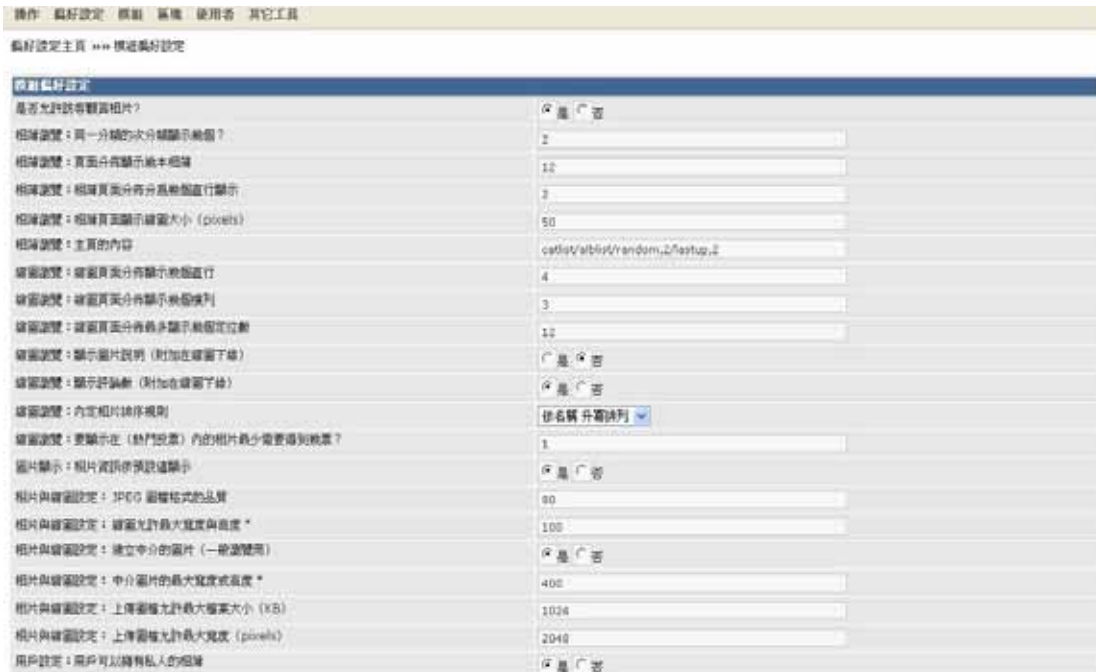 操作 偏好設定 模組 區塊 使用者 其它工具
偏好設定主頁 »» 模組偏好設定
模組偏好設定
是否允許訪客觀看相片? 是 否
相簿瀏覽:同一分類的次分類顯示幾個? 2
相簿瀏覽:頁面分佈顯示幾本相簿 12
相簿瀏覽:相簿頁面分佈分爲幾個直行顯示 2
相簿瀏覽:相簿頁面顯示縮圖大小 (pixels) 50
相簿瀏覽:主頁的內容 catlist/alblist/random,2/lastup,2
縮圖瀏覽:縮圖頁面分佈顯示幾個直行 4
縮圖瀏覽:縮圖頁面分佈顯示幾個橫列 3
縮圖瀏覽:縮圖頁面分佈最多顯示幾個定位數 12
縮圖瀏覽:顯示圖片說明 (附加在縮圖下緣) 是 否
縮圖瀏覽:顯示評論數 (附加在縮圖下緣) 是 否
縮圖瀏覽:內定相片排序規則 依名稱 升冪排列
縮圖瀏覽:要顯示在 (熱門投票) 內的相片最少需要得到幾票? 1
圖片顯示:相片資訊依預設值顯示 是 否
相片與縮圖設定: JPEG 圖檔格式的品質 80
相片與縮圖設定: 縮圖允許最大寬度與高度 * 100
相片與縮圖設定: 建立中介的圖片 (一般瀏覽用) 是 否
相片與縮圖設定: 中介圖片的最大寬度或高度 * 400
相片與縮圖設定: 上傳圖檔允許最大檔案大小 (KB) 1024
相片與縮圖設定: 上傳圖檔允許最大寬度 (pixels) 2048
用戶設定:用戶可以擁有私人的相簿 是 否